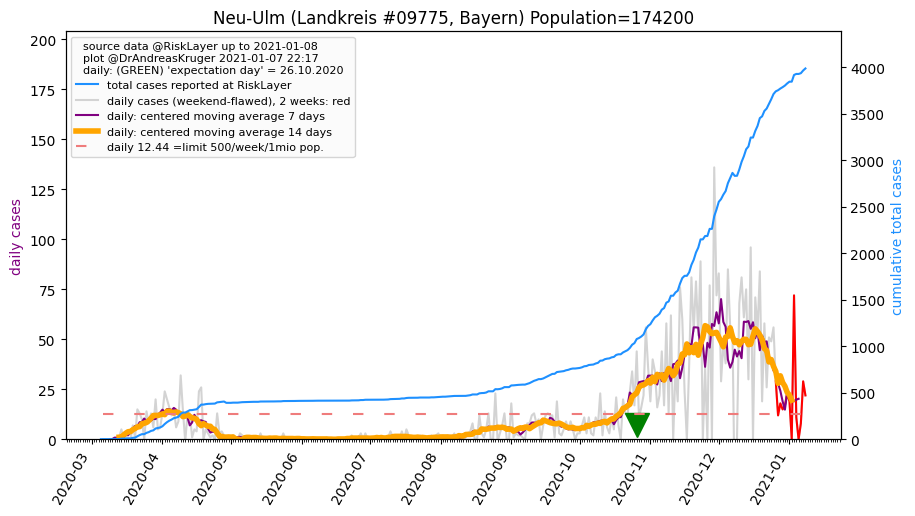 Neu-Ulm (Landkreis #09775, Bayern) Population=174200
source data @RiskLayer up to 2021-01-08
plot @DrAndreasKruger 2021-01-07 22:17
daily: (GREEN) 'expectation day' = 26.10.2020
total cases reported at RiskLayer
daily cases (weekend-flawed), 2 weeks: red
daily: centered moving average 7 days
daily: centered moving average 14 days
daily 12.44 =limit 500/week/1mio pop.
daily cases
200
175
150
125
100
75
50
25
0
cumulative total cases
4000
3500
3000
2500
2000
1500
1000
500
0
2020-03
2020-04
2020-05
2020-06
2020-07
2020-08
2020-09
2020-10
2020-11
2020-12
2021-01